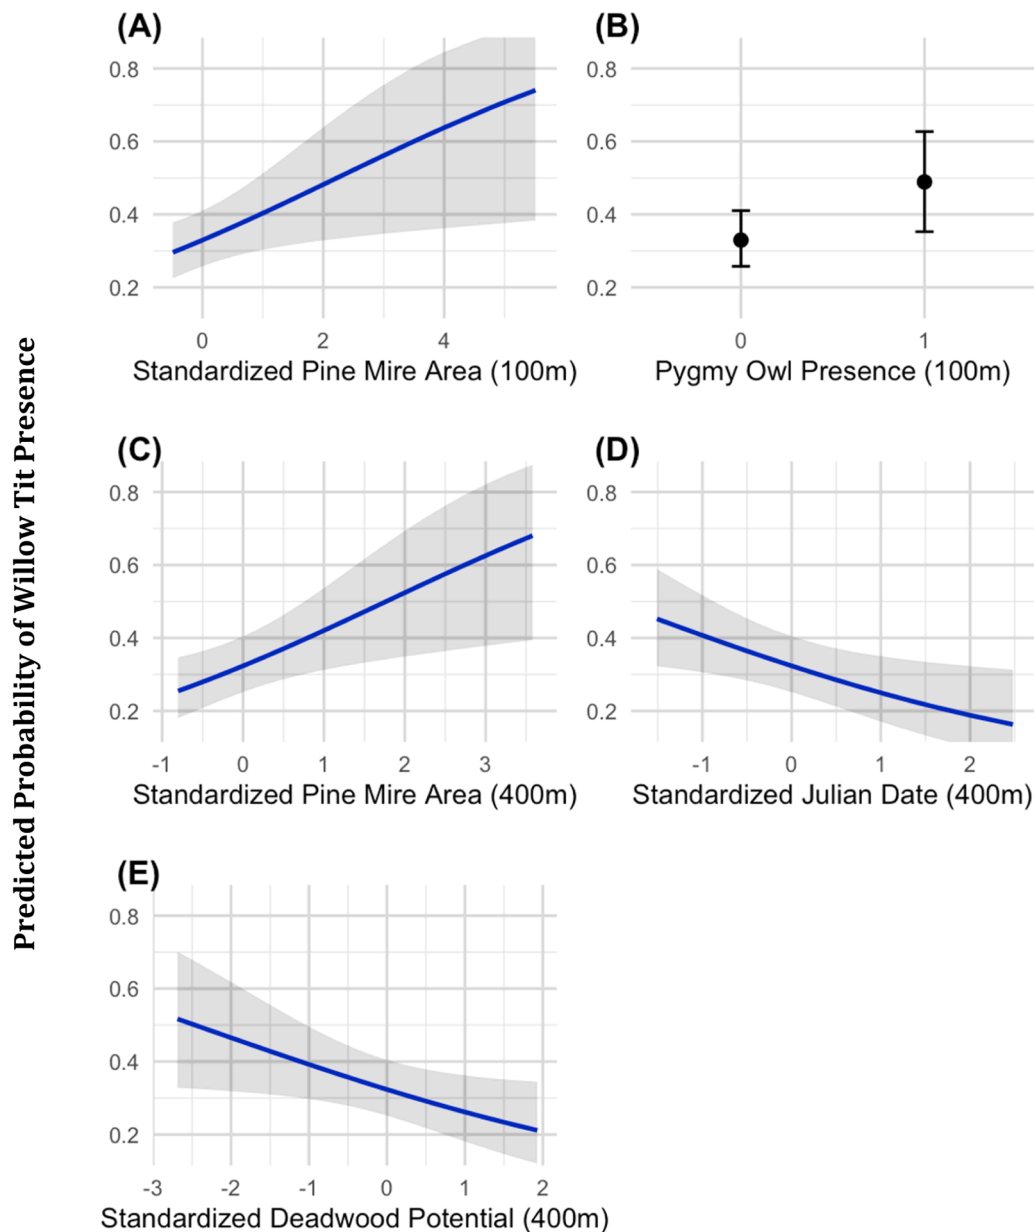 Predicted Probability of Willow Tit Presence
(A)
0.8
0.6
0.4
0.2
0 2 4
Standardized Pine Mire Area (100m)
(B)
0.8
0.6
0.4
0.2
0 1
Pygmy Owl Presence (100m)
(C)
0.8
0.6
0.4
0.2
-1 0 1 2 3
Standardized Pine Mire Area (400m)
(D)
0.8
0.6
0.4
0.2
-1 0 1 2
Standardized Julian Date (400m)
(E)
0.8
0.6
0.4
0.2
-3 -2 -1 0 1 2
Standardized Deadwood Potential (400m)